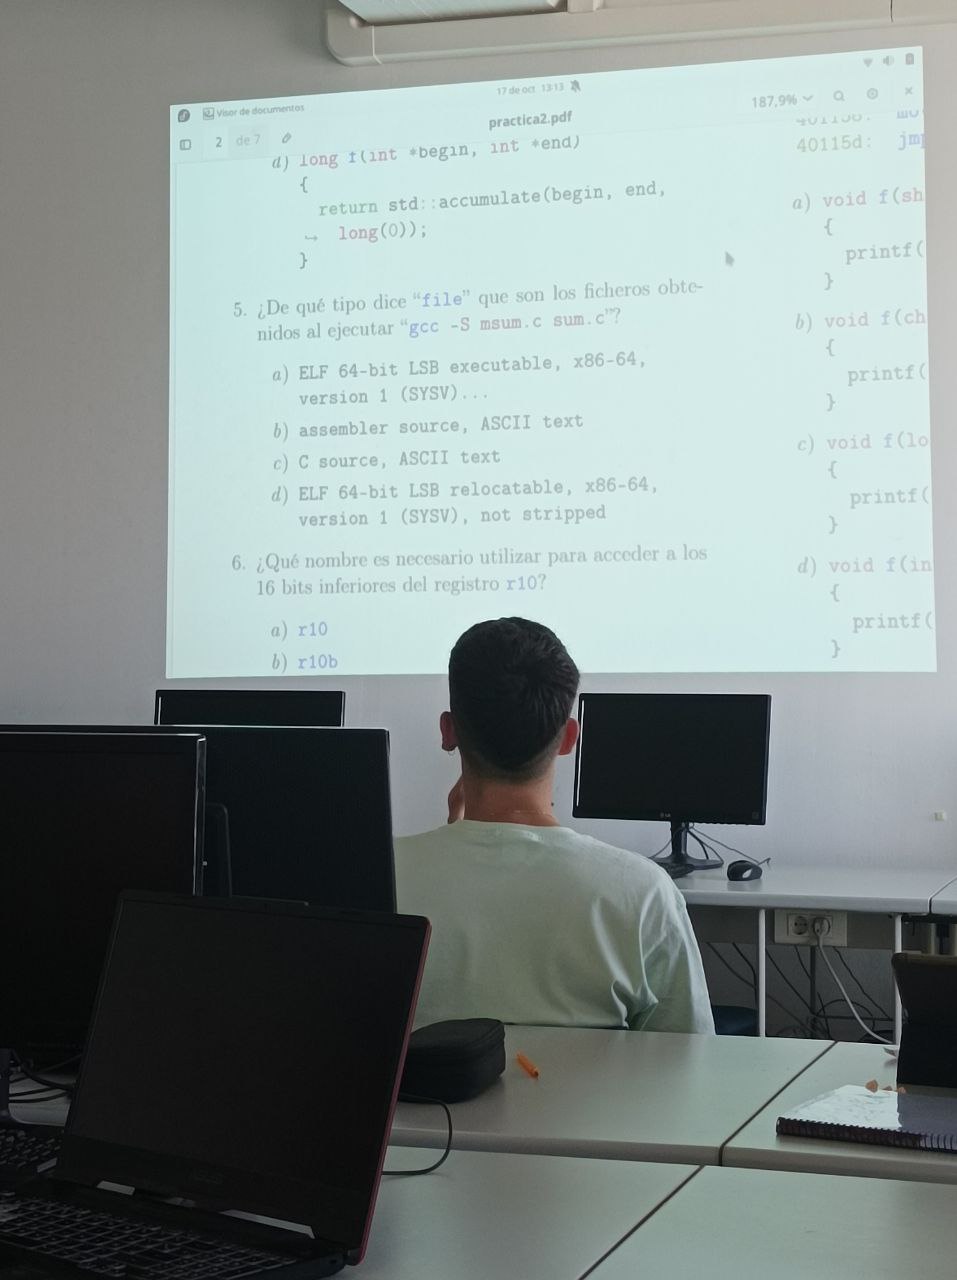 17 de oct 13:13
Visor de documentos
187,9%
practica2.pdf
2 de 7
d) long f(int *begin, int *end)
{
return std::accumulate(begin, end,
↪ long(0));
}
5. ¿De qué tipo dice “file” que son los ficheros obte-
nidos al ejecutar “gcc -S msum.c sum.c”?
a) ELF 64-bit LSB executable, x86-64,
version 1 (SYSV)...
b) assembler source, ASCII text
c) C source, ASCII text
d) ELF 64-bit LSB relocatable, x86-64,
version 1 (SYSV), not stripped
6. ¿Qué nombre es necesario utilizar para acceder a los
16 bits inferiores del registro r10?
a) r10
b) r10b
40115d: jm
a) void f(sh
{
printf(
}
b) void f(ch
{
printf(
}
c) void f(lo
{
printf(
}
d) void f(in
{
printf(
}